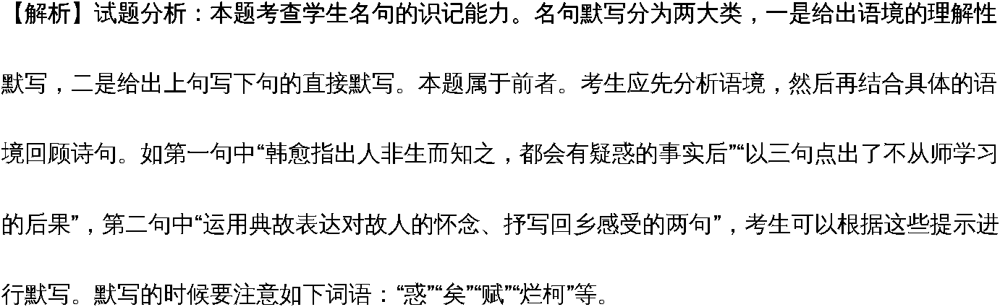 【解析】试题分析：本题考查学生名句的识记能力。名句默写分为两大类，一是给出语境的理解性
默写，二是给出上句写下句的直接默写。本题属于前者。考生应先分析语境，然后再结合具体的语
境回顾诗句。如第一句中“韩愈指出人非生而知之，都会有疑惑的事实后”“以三句点出了不从师学习
的后果”，第二句中“运用典故表达对故人的怀念、抒写回乡感受的两句”，考生可以根据这些提示进
行默写。默写的时候要注意如下词语：“惑”“矣”“赋”“烂柯”等。